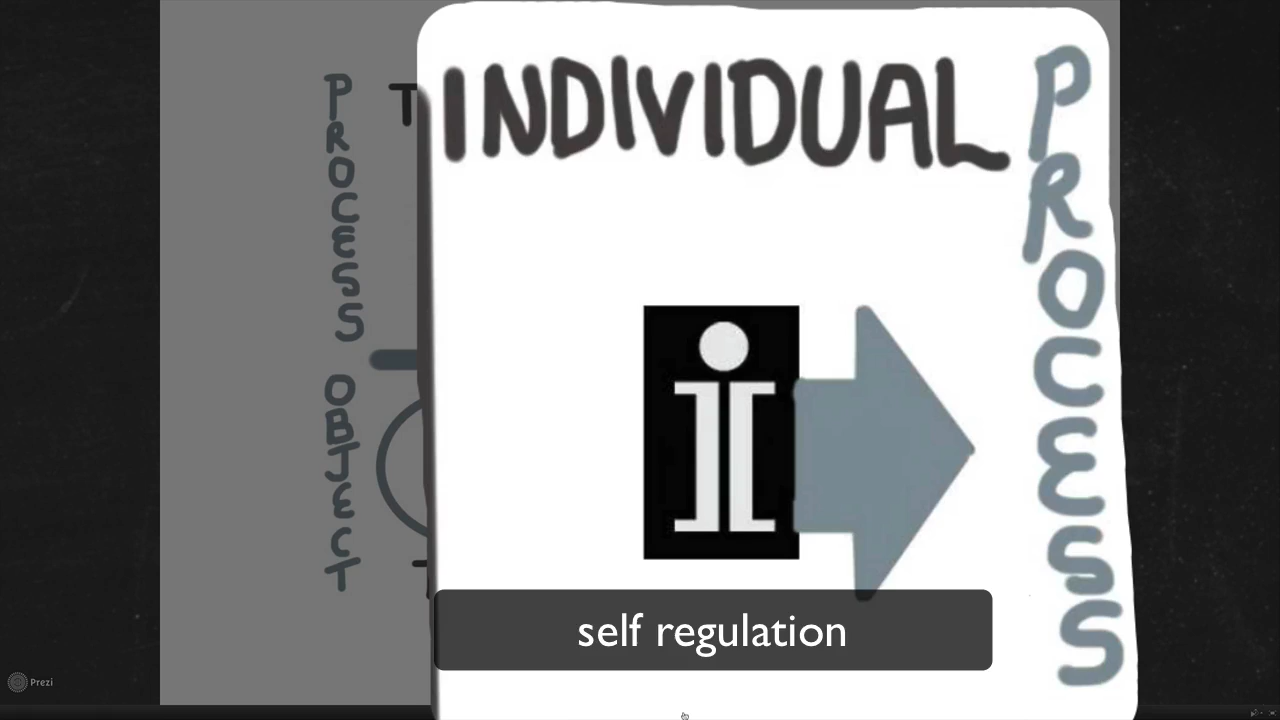 PROCESS
OBJECT
T
INDIVIDUAL
PROCESS
i
self regulation
Prezi